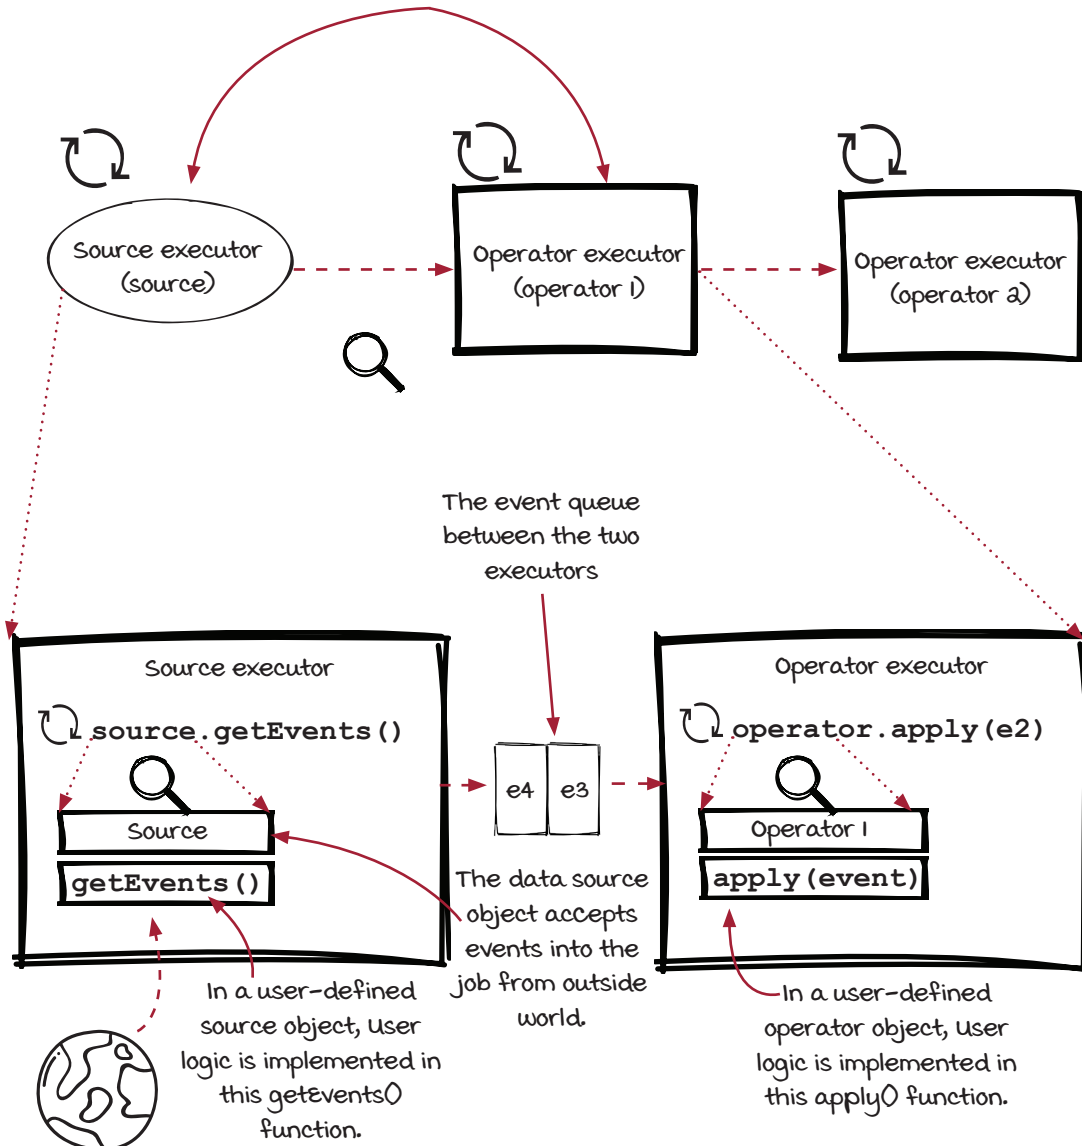 Source executor
(source)
Operator executor
(operator 1)
Operator executor
(operator 2)
The event queue
between the two
executors
Source executor
source.getEvents()
Source
getEvents()
e4 e3
Operator executor
operator.apply(e2)
Operator 1
apply(event)
The data source
object accepts
events into the
job from outside
world.
In a user-defined
source object, user
logic is implemented in
this getEvents()
function.
In a user-defined
operator object, user
logic is implemented in
this apply() function.